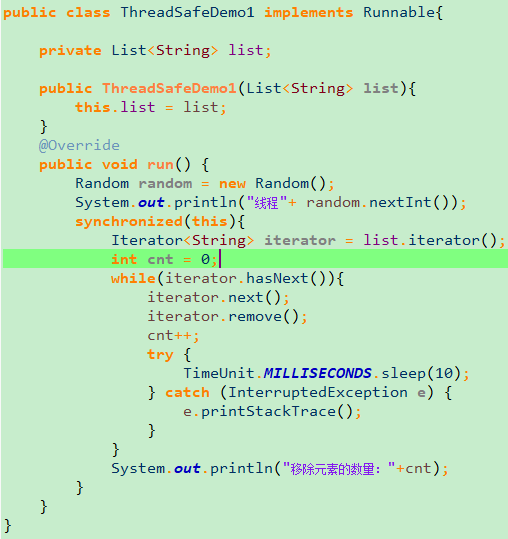 public class ThreadSafeDemo1 implements Runnable{
private List<String> list;
public ThreadSafeDemo1(List<String> list){
this.list = list;
}
@Override
public void run() {
Random random = new Random();
System.out.println("线程"+ random.nextInt());
synchronized(this){
Iterator<String> iterator = list.iterator();
int cnt = 0;
while(iterator.hasNext()){
iterator.next();
iterator.remove();
cnt++;
try {
TimeUnit.MILLISECONDS.sleep(10);
} catch (InterruptedException e) {
e.printStackTrace();
}
}
System.out.println("移除元素的数量："+cnt);
}
}
}